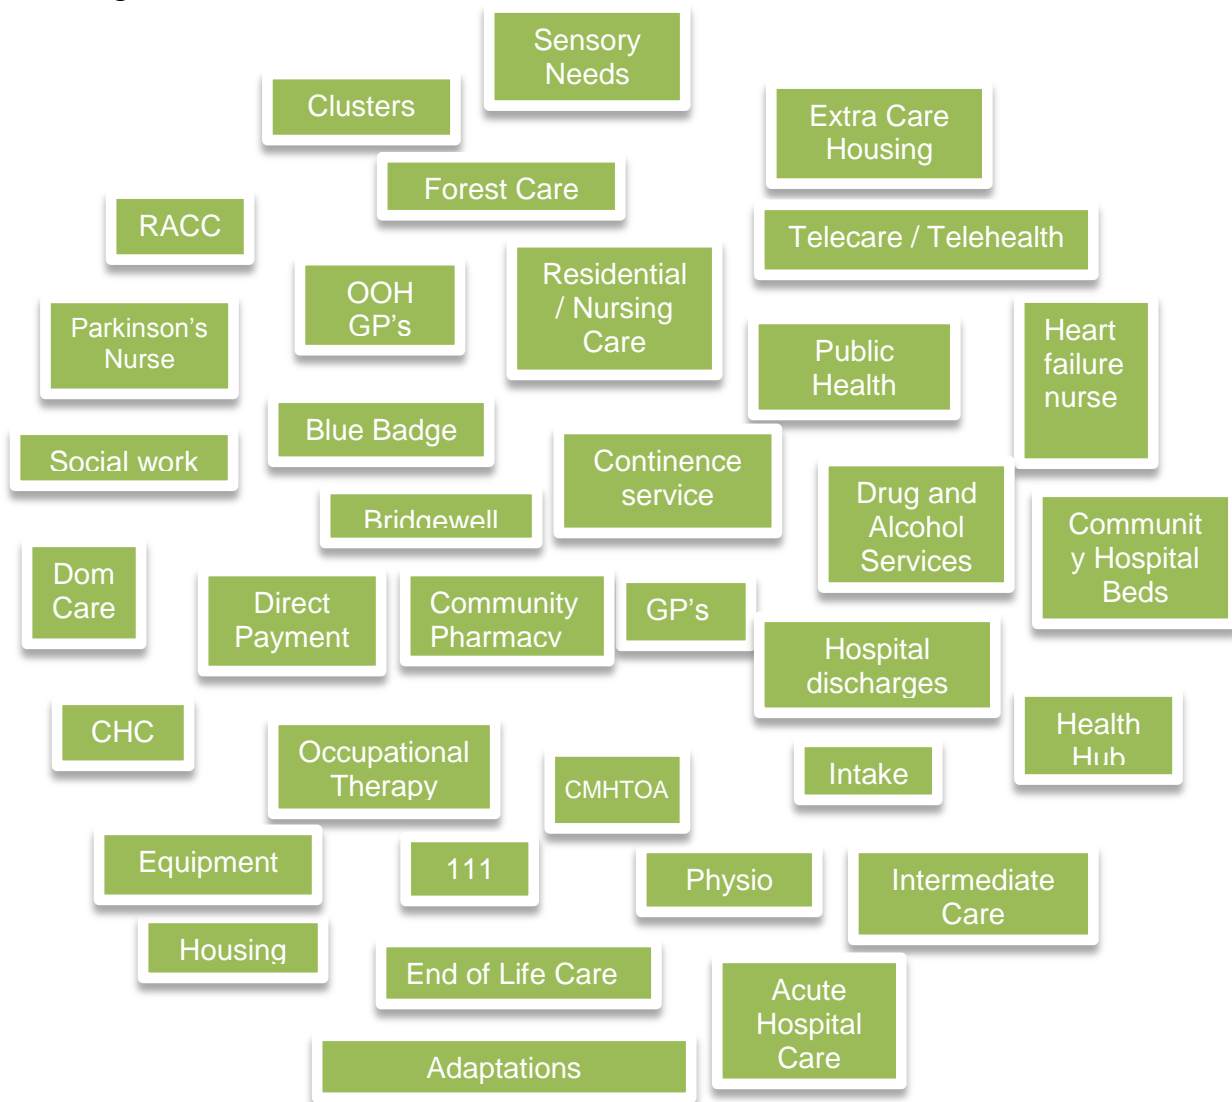 Sensory
Needs
Clusters
Extra Care
Housing
Forest Care
RACC
Telecare / Telehealth
OOH
GP's
Residential
/ Nursing
Care
Parkinson's
Nurse
Public
Health
Heart
failure
nurse
Blue Badge
Social work
Continence
service
Drug and
Alcohol
Services
Bridgewell
Communit
y Hospital
Beds
Dom
Care
Direct
Payment
Community
Pharmacy
GP's
Hospital
discharges
CHC
Health
Hub
Occupational
Therapy
CMHTOA
Intake
Equipment
111
Physio
Intermediate
Care
Housing
End of Life Care
Acute
Hospital
Care
Adaptations